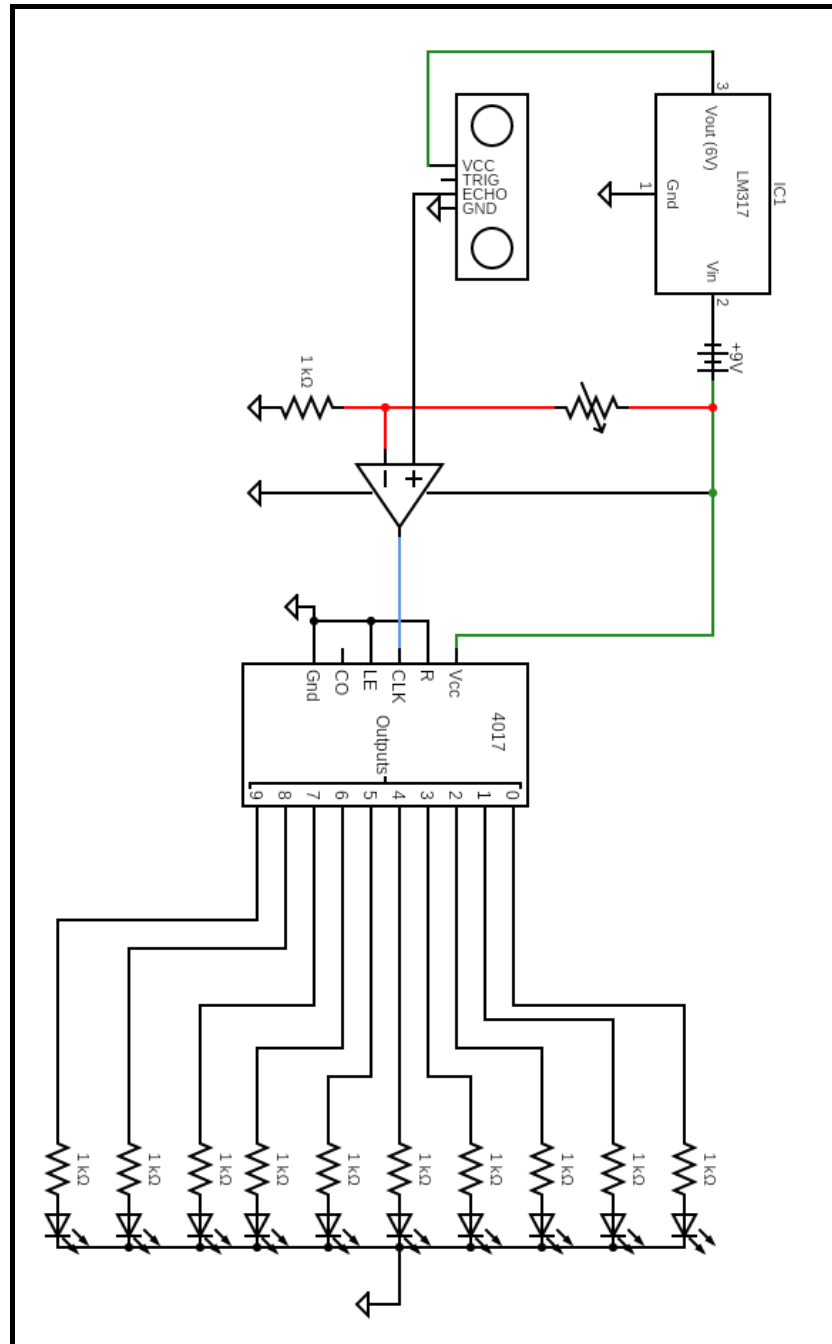 3
Vout (6V)
LM317
IC1
1
Gnd
Vin
2
VCC
TRIG
ECHO
GND
+9V
1 kΩ
Gnd
CO
LE
CLK
R
Vcc
4017
Outputs
9
8
7
6
5
4
3
2
1
0
1 kΩ
1 kΩ
1 kΩ
1 kΩ
1 kΩ
1 kΩ
1 kΩ
1 kΩ
1 kΩ
1 kΩ